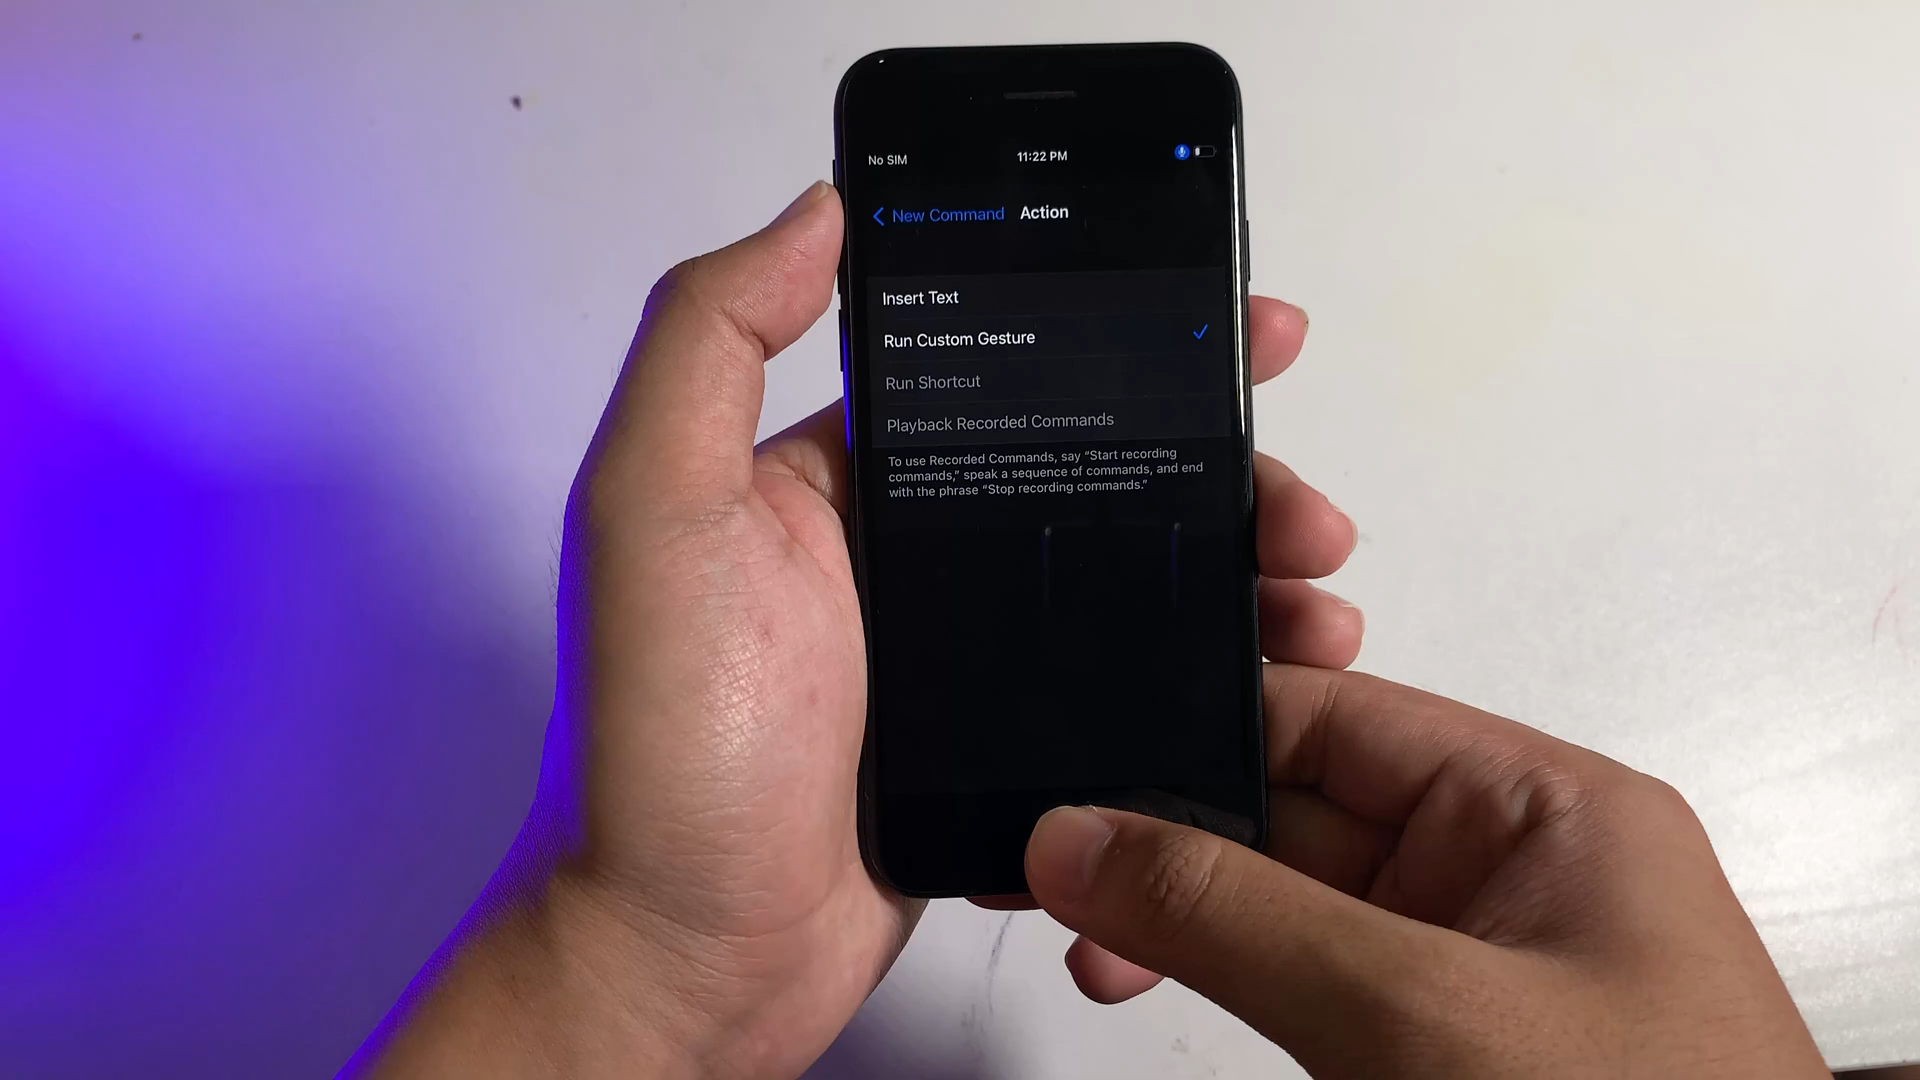 No SIM
11:22 PM
New Command
Action
Insert Text
Run Custom Gesture
Run Shortcut
Playback Recorded Commands
To use Recorded Commands, say “Start recording
commands,” speak a sequence of commands, and end
with the phrase “Stop recording commands.”